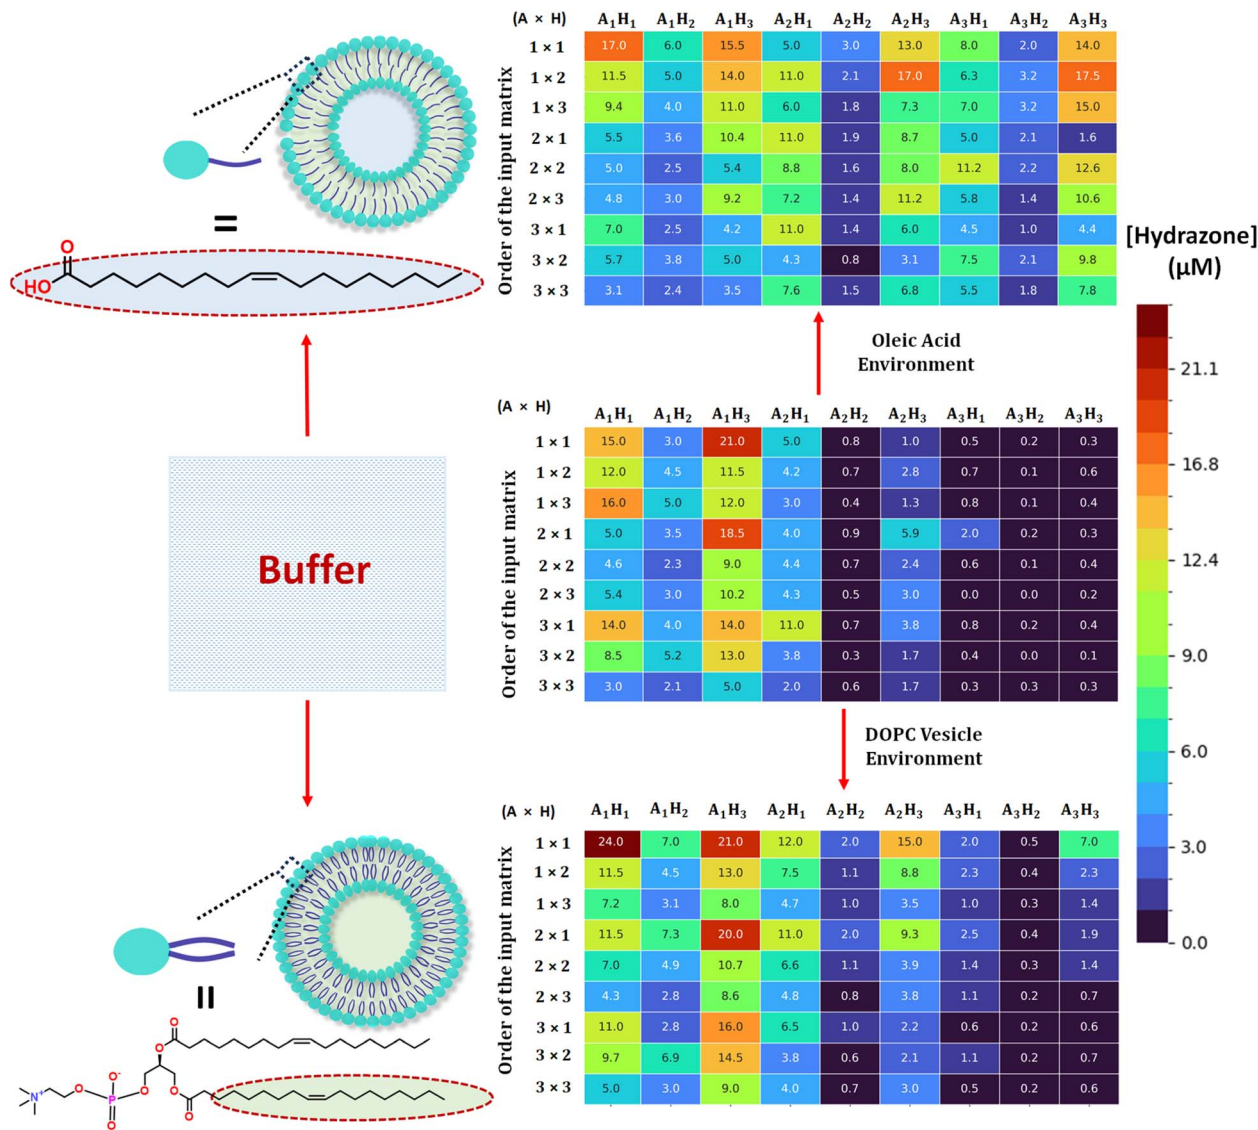 (A × H) A₁H₁ A₁H₂ A₁H₃ A₂H₁ A₂H₂ A₂H₃ A₃H₁ A₃H₂ A₃H₃
Order of the input matrix
1 × 1 17.0 6.0 15.5 5.0 3.0 13.0 8.0 2.0 14.0
1 × 2 11.5 5.0 14.0 11.0 2.1 17.0 6.3 3.2 17.5
1 × 3 9.4 4.0 11.0 6.0 1.8 7.3 7.0 3.2 15.0
2 × 1 5.5 3.6 10.4 11.0 1.9 8.7 5.0 2.1 1.6
2 × 2 5.0 2.5 5.4 8.8 1.6 8.0 11.2 2.2 12.6
2 × 3 4.8 3.0 9.2 7.2 1.4 11.2 5.8 1.4 10.6
3 × 1 7.0 2.5 4.2 11.0 1.4 6.0 4.5 1.0 4.4
3 × 2 5.7 3.8 5.0 4.3 0.8 3.1 7.5 2.1 9.8
3 × 3 3.1 2.4 3.5 7.6 1.5 6.8 5.5 1.8 7.8
=
O
HO
Oleic Acid
Environment
[Hydrazone]
(μM)
21.1
16.8
12.4
9.0
6.0
3.0
0.0
Buffer
(A × H) A₁H₁ A₁H₂ A₁H₃ A₂H₁ A₂H₂ A₂H₃ A₃H₁ A₃H₂ A₃H₃
Order of the input matrix
1 × 1 15.0 3.0 21.0 5.0 0.8 1.0 0.5 0.2 0.3
1 × 2 12.0 4.5 11.5 4.2 0.7 2.8 0.7 0.1 0.6
1 × 3 16.0 5.0 12.0 3.0 0.4 1.3 0.8 0.1 0.4
2 × 1 5.0 3.5 18.5 4.0 0.9 5.9 2.0 0.2 0.3
2 × 2 4.6 2.3 9.0 4.4 0.7 2.4 0.6 0.1 0.4
2 × 3 5.4 3.0 10.2 4.3 0.5 3.0 0.0 0.0 0.2
3 × 1 14.0 4.0 14.0 11.0 0.7 3.8 0.8 0.2 0.4
3 × 2 8.5 5.2 13.0 3.8 0.3 1.7 0.4 0.0 0.1
3 × 3 3.0 2.1 5.0 2.0 0.6 1.7 0.3 0.3 0.3
DOPC Vesicle
Environment
(A × H) A₁H₁ A₁H₂ A₁H₃ A₂H₁ A₂H₂ A₂H₃ A₃H₁ A₃H₂ A₃H₃
Order of the input matrix
1 × 1 24.0 7.0 21.0 12.0 2.0 15.0 2.0 0.5 7.0
1 × 2 11.5 4.5 13.0 7.5 1.1 8.8 2.3 0.4 2.3
1 × 3 7.2 3.1 8.0 4.7 1.0 3.5 1.0 0.3 1.4
2 × 1 11.5 7.3 20.0 11.0 2.0 9.3 2.5 0.4 1.9
2 × 2 7.0 4.9 10.7 6.6 1.1 3.9 1.4 0.3 1.4
2 × 3 4.3 2.8 8.6 4.8 0.8 3.8 1.1 0.2 0.7
3 × 1 11.0 2.8 16.0 6.5 1.0 2.2 0.6 0.2 0.6
3 × 2 9.7 6.9 14.5 3.8 0.6 2.1 1.1 0.2 0.7
3 × 3 5.0 3.0 9.0 4.0 0.7 3.0 0.5 0.2 0.6
=
O
O
O⁻
N⁺ O P O O
O O